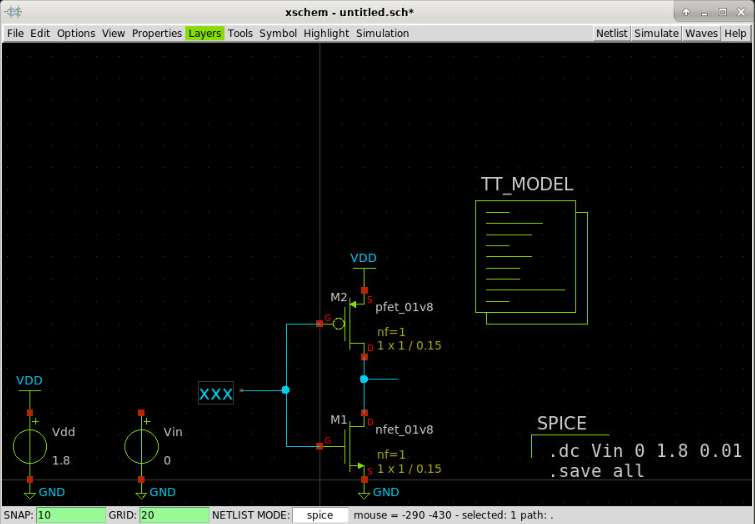 xschem - untitled.sch*
File Edit Options View Properties Layers Tools Symbol Highlight Simulation Netlist Simulate Waves Help
TT_MODEL
VDD
M2
S
pfet_01v8
G
nf=1
D
1 x 1 / 0.15
VDD
xxx
M1
D
nfet_01v8
G
nf=1
S
1 x 1 / 0.15
GND
+
Vdd
1.8
GND
+
Vin
0
GND
SPICE
.dc Vin 0 1.8 0.01
.save all
SNAP: 10 GRID: 20 NETLIST MODE: spice mouse = -290 -430 - selected: 1 path: .